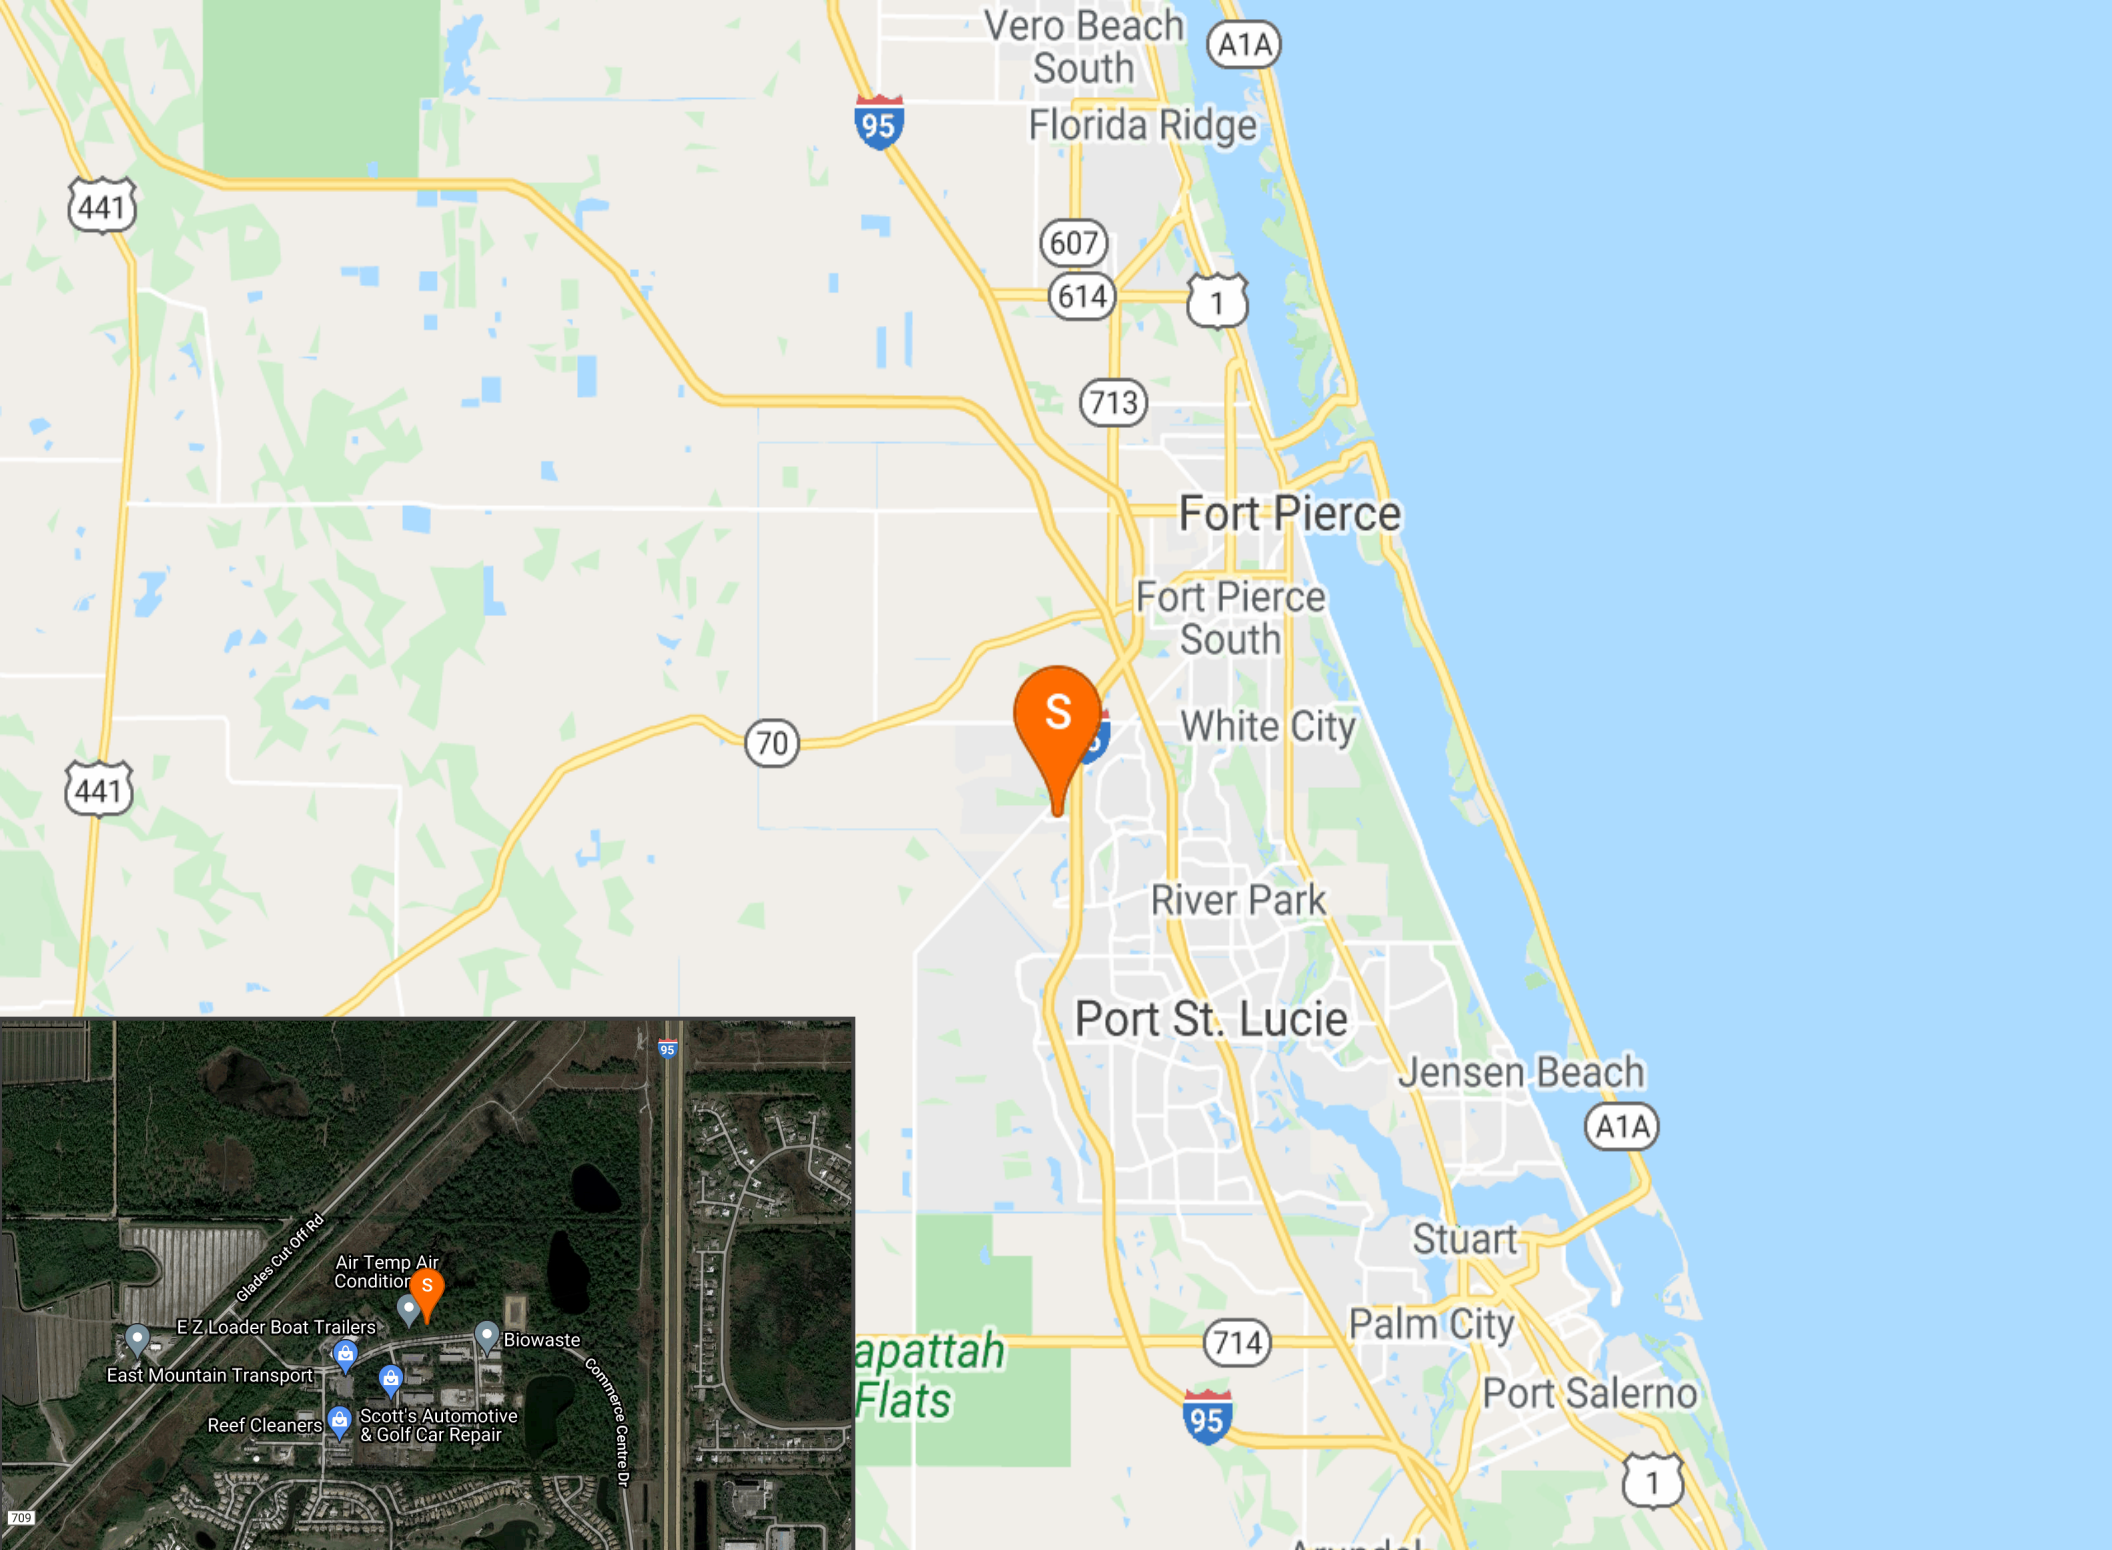 Vero Beach
South
A1A
95
Florida Ridge
441
607
614
1
713
Fort Pierce
Fort Pierce
South
S
White City
70
441
River Park
Port St. Lucie
Jensen Beach
A1A
Stuart
714
Palm City
apattah
Flats
Port Salerno
95
1
95
Glades Cut Off Rd
Air Temp Air
Condition
S
E Z Loader Boat Trailers
Biowaste
East Mountain Transport
Commerce Centre Dr
Scott's Automotive
& Golf Car Repair
Reef Cleaners
709